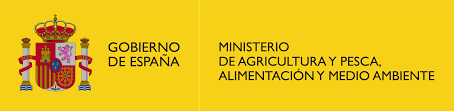 GOBIERNO
DE ESPAÑA
MINISTERIO
DE AGRICULTURA Y PESCA,
ALIMENTACIÓN Y MEDIO AMBIENTE